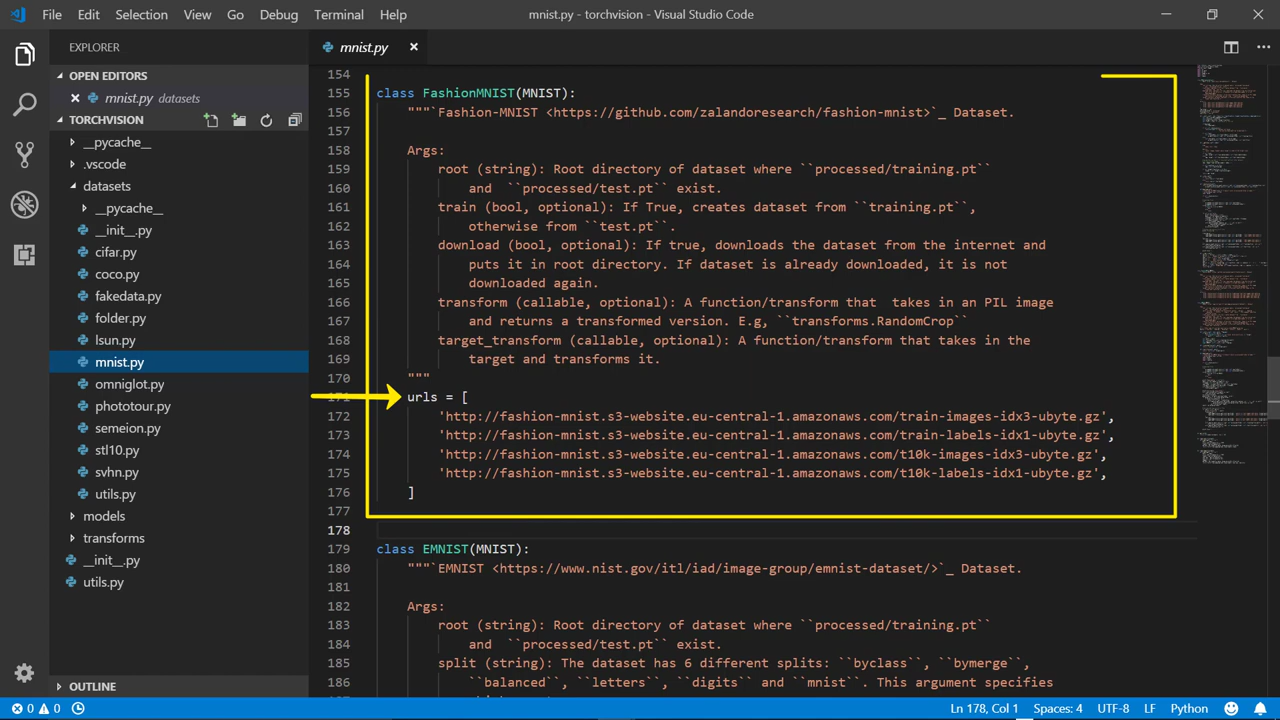 File Edit Selection View Go Debug Terminal Help
mnist.py - torchvision - Visual Studio Code
EXPLORER
OPEN EDITORS
mnist.py datasets
TORCHVISION
__pycache__
.vscode
datasets
__pycache__
__init__.py
cifar.py
coco.py
fakedata.py
folder.py
lsun.py
mnist.py
omniglot.py
phototour.py
semeion.py
stl10.py
svhn.py
utils.py
models
transforms
__init__.py
utils.py
OUTLINE
mnist.py
154
155 class FashionMNIST(MNIST):
156 """`Fashion-MNIST <https://github.com/zalandoresearch/fashion-mnist>`_ Dataset.
157
158 Args:
159 root (string): Root directory of dataset where ``processed/training.pt``
160 and ``processed/test.pt`` exist.
161 train (bool, optional): If True, creates dataset from ``training.pt``,
162 otherwise from ``test.pt``.
163 download (bool, optional): If true, downloads the dataset from the internet and
164 puts it in root directory. If dataset is already downloaded, it is not
165 downloaded again.
166 transform (callable, optional): A function/transform that  takes in an PIL image
167 and returns a transformed version. E.g, ``transforms.RandomCrop``
168 target_transform (callable, optional): A function/transform that takes in the
169 target and transforms it.
170 """
171 urls = [
172 'http://fashion-mnist.s3-website.eu-central-1.amazonaws.com/train-images-idx3-ubyte.gz',
173 'http://fashion-mnist.s3-website.eu-central-1.amazonaws.com/train-labels-idx1-ubyte.gz',
174 'http://fashion-mnist.s3-website.eu-central-1.amazonaws.com/t10k-images-idx3-ubyte.gz',
175 'http://fashion-mnist.s3-website.eu-central-1.amazonaws.com/t10k-labels-idx1-ubyte.gz',
176 ]
177
178
179 class EMNIST(MNIST):
180 """`EMNIST <https://www.nist.gov/itl/iad/image-group/emnist-dataset/>`_ Dataset.
181
182 Args:
183 root (string): Root directory of dataset where ``processed/training.pt``
184 and  ``processed/test.pt`` exist.
185 split (string): The dataset has 6 different splits: ``byclass``, ``bymerge``,
186 ``balanced``, ``letters``, ``digits`` and ``mnist``. This argument specifies
0 0
Ln 178, Col 1 Spaces: 4 UTF-8 LF Python